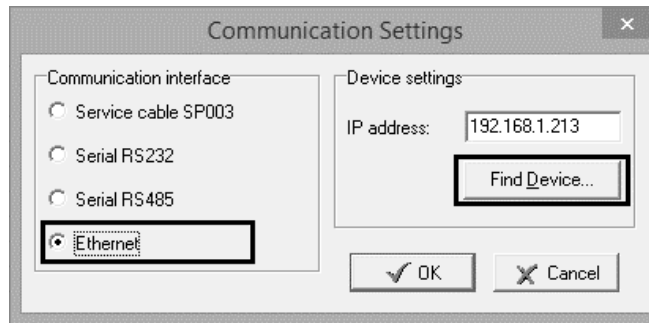 Communication Settings
Communication interface
Service cable SP003
Serial RS232
Serial RS485
Ethernet
Device settings
IP address: 192.168.1.213
Find Device...
OK
Cancel